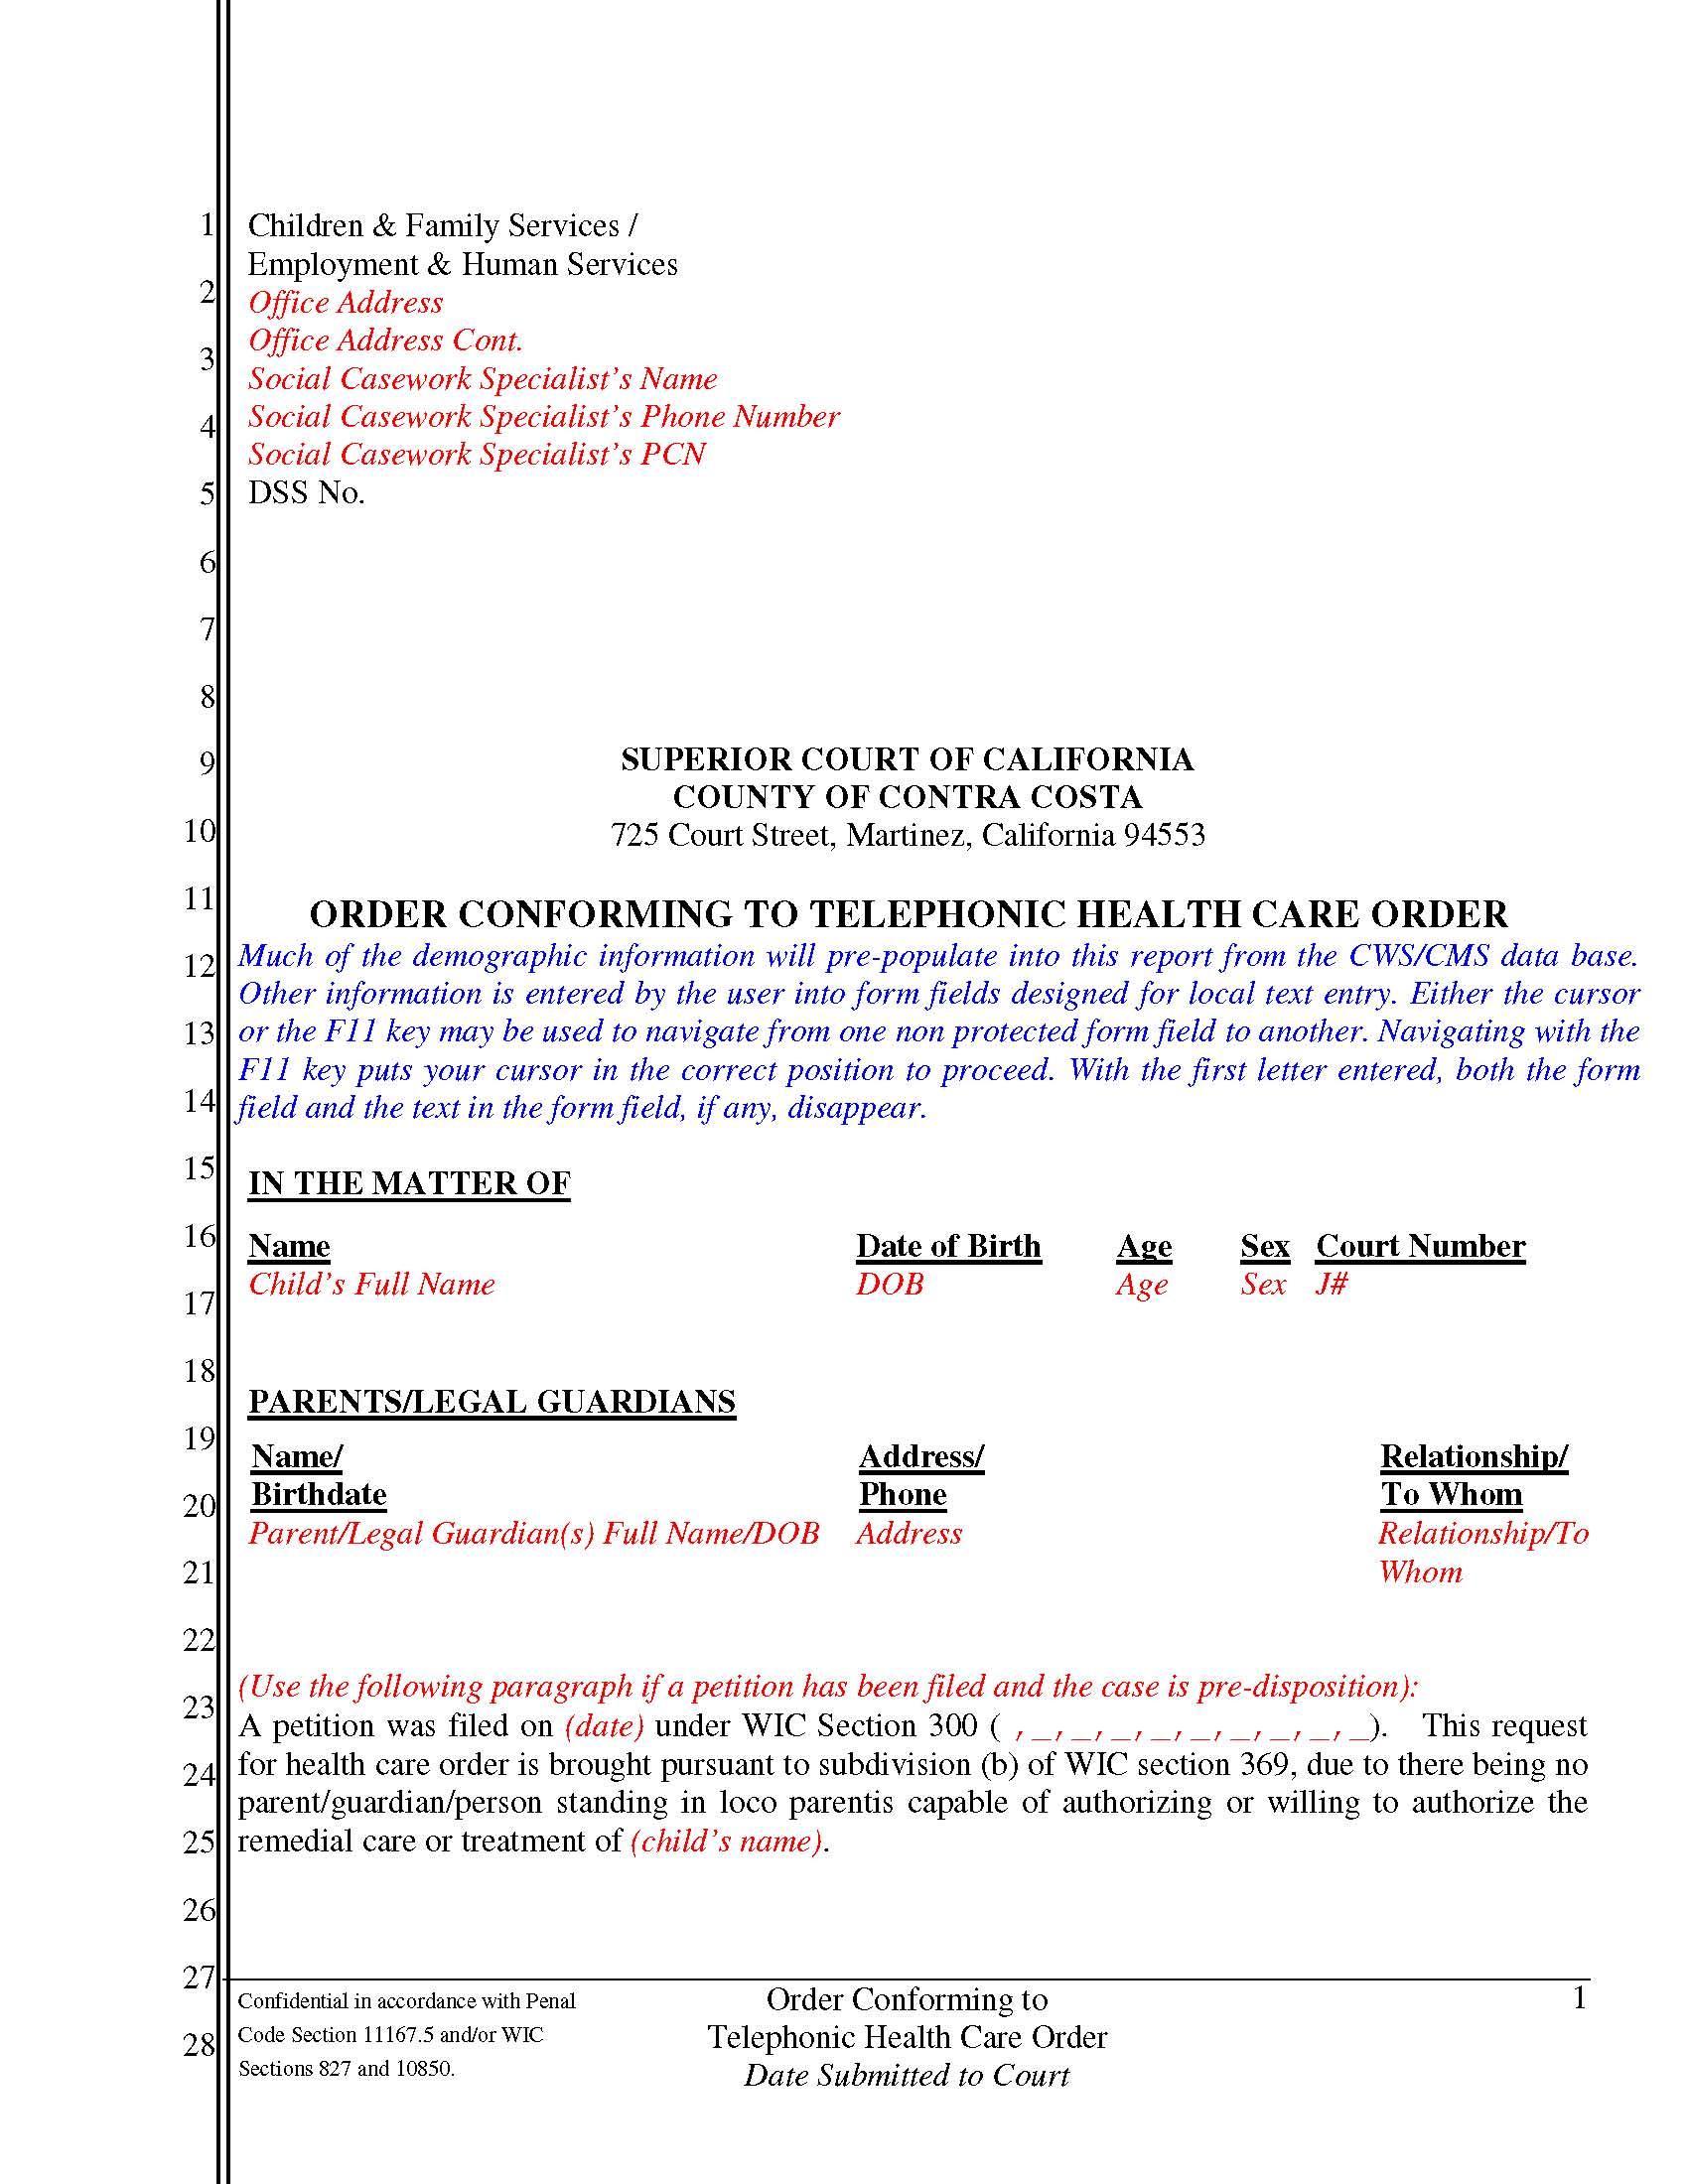 1 Children & Family Services /
Employment & Human Services
2 Office Address
Office Address Cont.
3 Social Casework Specialist's Name
4 Social Casework Specialist's Phone Number
Social Casework Specialist's PCN
5 DSS No.
6
7
8
9 SUPERIOR COURT OF CALIFORNIA
COUNTY OF CONTRA COSTA
10 725 Court Street, Martinez, California 94553
11 ORDER CONFORMING TO TELEPHONIC HEALTH CARE ORDER
12 Much of the demographic information will pre-populate into this report from the CWS/CMS data base.
Other information is entered by the user into form fields designed for local text entry. Either the cursor
13 or the F11 key may be used to navigate from one non protected form field to another. Navigating with the
F11 key puts your cursor in the correct position to proceed. With the first letter entered, both the form
14 field and the text in the form field, if any, disappear.
15 IN THE MATTER OF
16 Name Date of Birth Age Sex Court Number
17 Child's Full Name DOB Age Sex J#
18
PARENTS/LEGAL GUARDIANS
19 Name/ Address/ Relationship/
20 Birthdate Phone To Whom
Parent/Legal Guardian(s) Full Name/DOB Address Relationship/To
21 Whom
22
(Use the following paragraph if a petition has been filed and the case is pre-disposition):
23 A petition was filed on (date) under WIC Section 300 ( , _, _, _, _, _, _, _, _, _). This request
24 for health care order is brought pursuant to subdivision (b) of WIC section 369, due to there being no
parent/guardian/person standing in loco parentis capable of authorizing or willing to authorize the
25 remedial care or treatment of (child's name).
26
27
Confidential in accordance with Penal Order Conforming to 1
28 Code Section 11167.5 and/or WIC Telephonic Health Care Order
Sections 827 and 10850. Date Submitted to Court